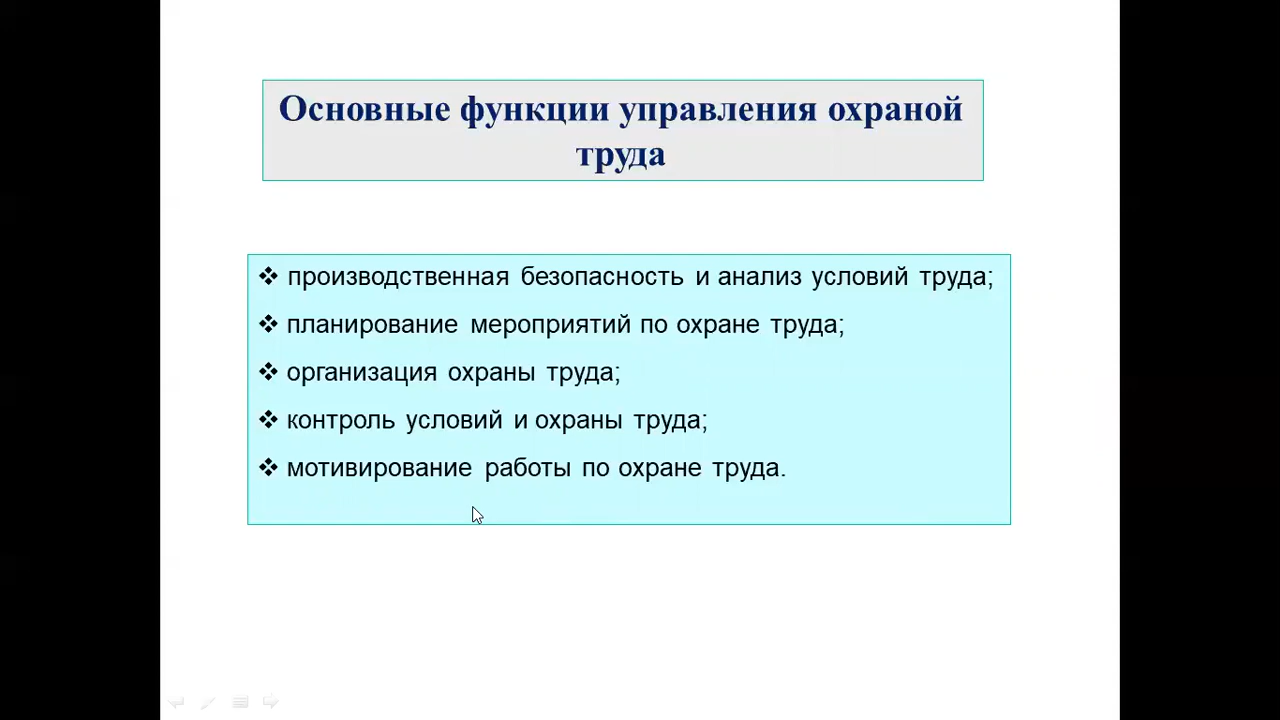 Основные функции управления охраной
труда
❖ производственная безопасность и анализ условий труда;
❖ планирование мероприятий по охране труда;
❖ организация охраны труда;
❖ контроль условий и охраны труда;
❖ мотивирование работы по охране труда.